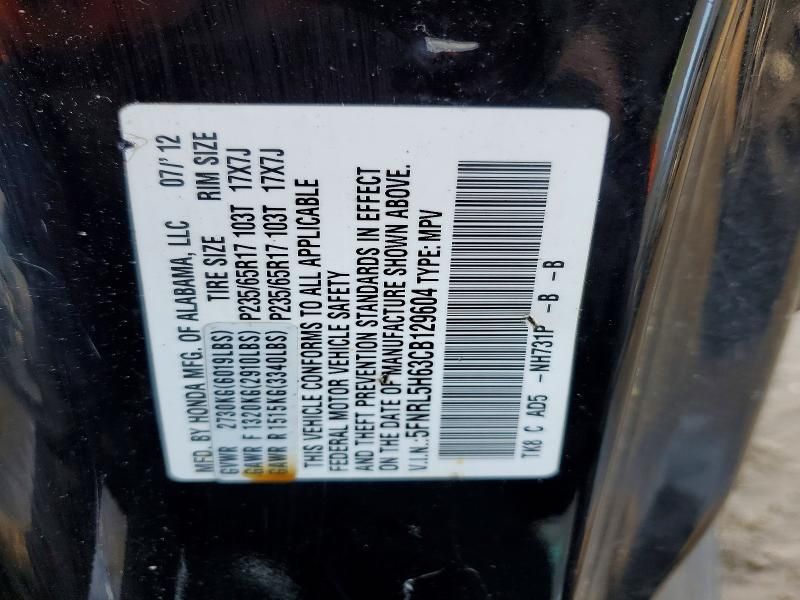 MFD. BY HONDA MFG. OF ALABAMA, LLC 07/'12
GVWR 2730KG(6019LBS) TIRE SIZE RIM SIZE
GAWR F 1320KG(2910LBS) P235/65R17 103T 17X7J
GAWR R 1515KG(3340LBS) P235/65R17 103T 17X7J
THIS VEHICLE CONFORMS TO ALL APPLICABLE
FEDERAL MOTOR VEHICLE SAFETY
AND THEFT PREVENTION STANDARDS IN EFFECT
ON THE DATE OF MANUFACTURE SHOWN ABOVE.
V.I.N.:5FNRL5H63CB129604 TYPE: MPV
TK8 C AD5 -NH731P -B -B